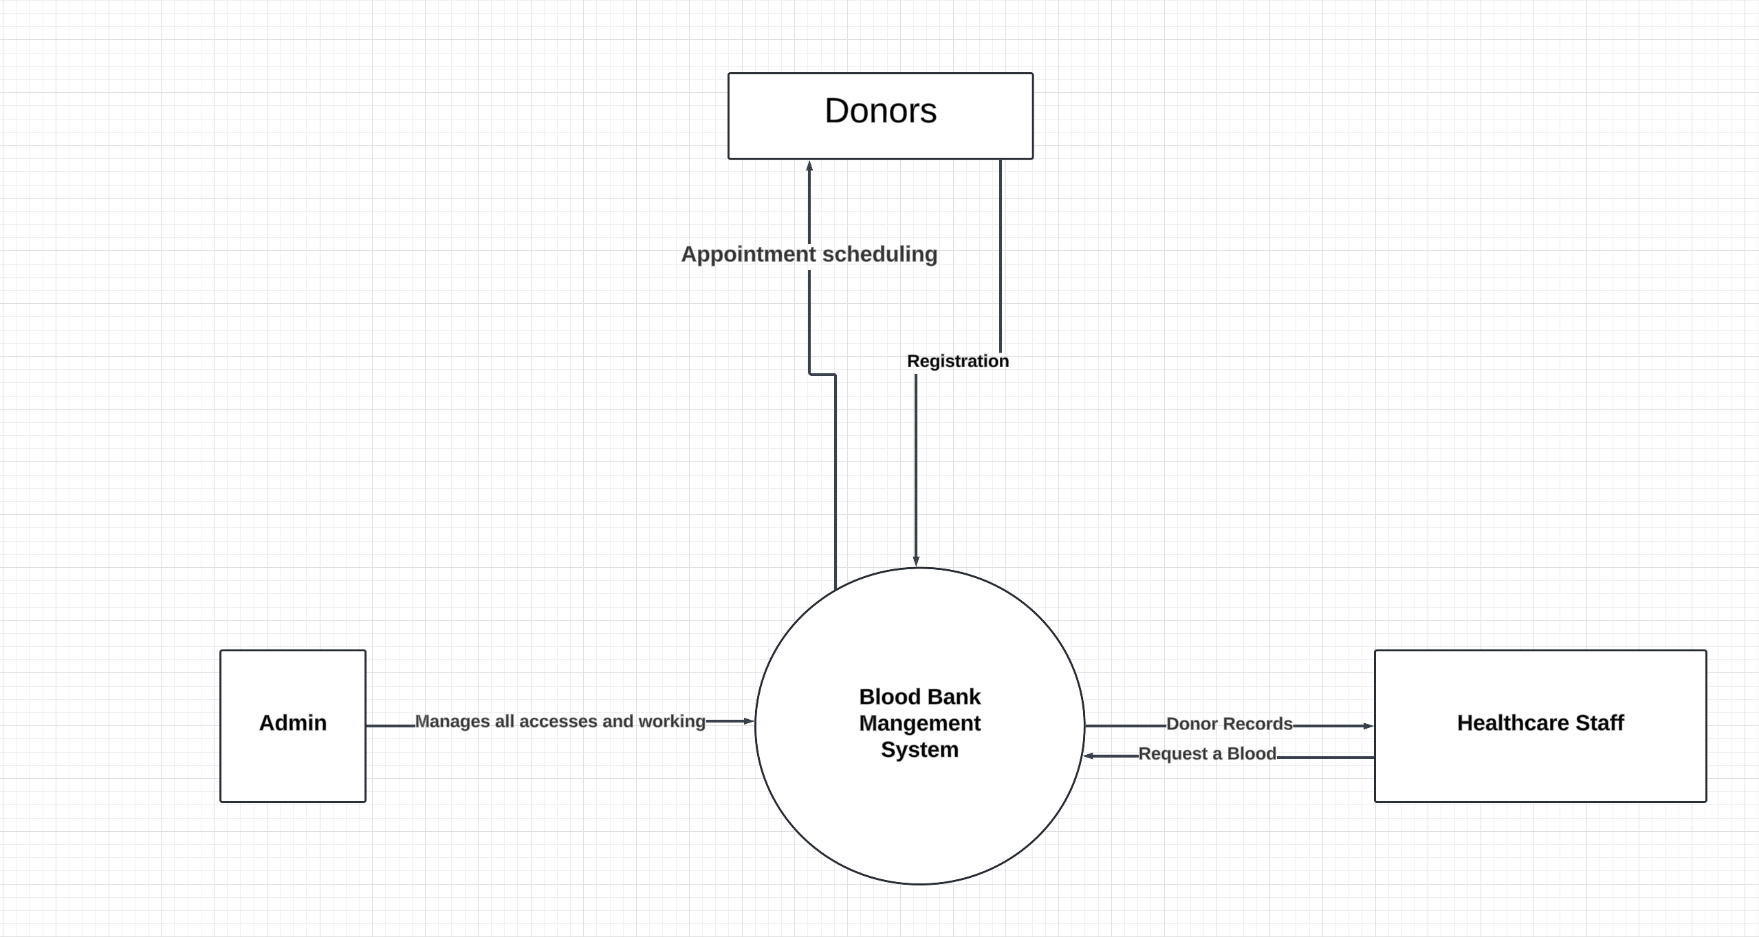 Donors
Appointment scheduling
Registration
Admin
Manages all accesses and working
Blood Bank
Mangement
System
Donor Records
Request a Blood
Healthcare Staff